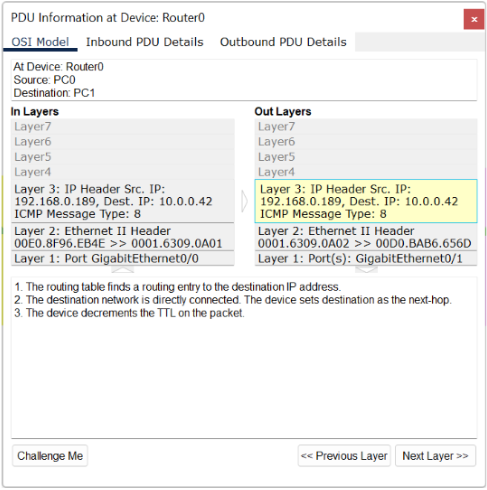 PDU Information at Device: Router0
×
OSI Model Inbound PDU Details Outbound PDU Details
At Device: Router0
Source: PC0
Destination: PC1
In Layers
Layer7
Layer6
Layer5
Layer4
Layer 3: IP Header Src. IP:
192.168.0.189, Dest. IP: 10.0.0.42
ICMP Message Type: 8
Layer 2: Ethernet II Header
00E0.8F96.EB4E >> 0001.6309.0A01
Layer 1: Port GigabitEthernet0/0
Out Layers
Layer7
Layer6
Layer5
Layer4
Layer 3: IP Header Src. IP:
192.168.0.189, Dest. IP: 10.0.0.42
ICMP Message Type: 8
Layer 2: Ethernet II Header
0001.6309.0A02 >> 00D0.BAB6.656D
Layer 1: Port(s): GigabitEthernet0/1
1. The routing table finds a routing entry to the destination IP address.
2. The destination network is directly connected. The device sets destination as the next-hop.
3. The device decrements the TTL on the packet.
Challenge Me
<< Previous Layer
Next Layer >>